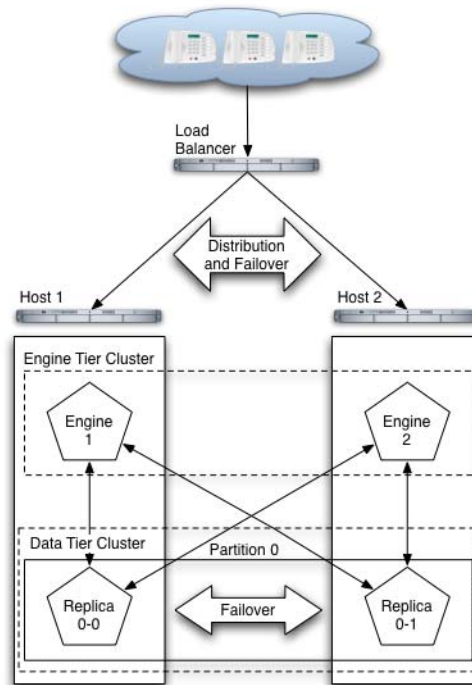 Load
Balancer
Distribution
and Failover
Host 1
Host 2
Engine Tier Cluster
Engine
1
Engine
2
Data Tier Cluster
Partition 0
Replica
0-0
Failover
Replica
0-1